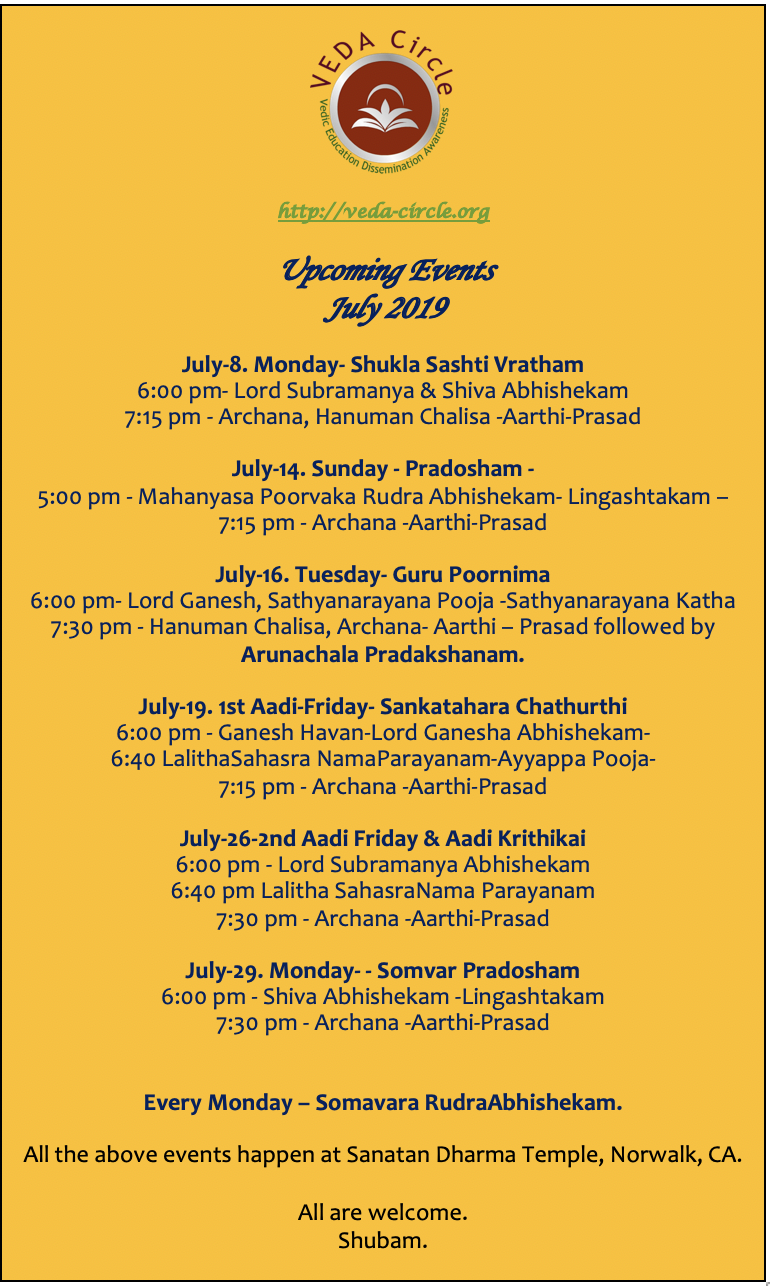 VEDA Circle
Vedic Education Dissemination Awareness
http://veda-circle.org
Upcoming Events
July 2019
July-8. Monday- Shukla Sashti Vratham
6:00 pm- Lord Subramanya & Shiva Abhishekam
7:15 pm - Archana, Hanuman Chalisa -Aarthi-Prasad
July-14. Sunday - Pradosham -
5:00 pm - Mahanyasa Poorvaka Rudra Abhishekam- Lingashtakam –
7:15 pm - Archana -Aarthi-Prasad
July-16. Tuesday- Guru Poornima
6:00 pm- Lord Ganesh, Sathyanarayana Pooja -Sathyanarayana Katha
7:30 pm - Hanuman Chalisa, Archana- Aarthi – Prasad followed by
Arunachala Pradakshanam.
July-19. 1st Aadi-Friday- Sankatahara Chathurthi
6:00 pm - Ganesh Havan-Lord Ganesha Abhishekam-
6:40 LalithaSahasra NamaParayanam-Ayyappa Pooja-
7:15 pm - Archana -Aarthi-Prasad
July-26-2nd Aadi Friday & Aadi Krithikai
6:00 pm - Lord Subramanya Abhishekam
6:40 pm Lalitha SahasraNama Parayanam
7:30 pm - Archana -Aarthi-Prasad
July-29. Monday- - Somvar Pradosham
6:00 pm - Shiva Abhishekam -Lingashtakam
7:30 pm - Archana -Aarthi-Prasad
Every Monday – Somavara RudraAbhishekam.
All the above events happen at Sanatan Dharma Temple, Norwalk, CA.
All are welcome.
Shubam.